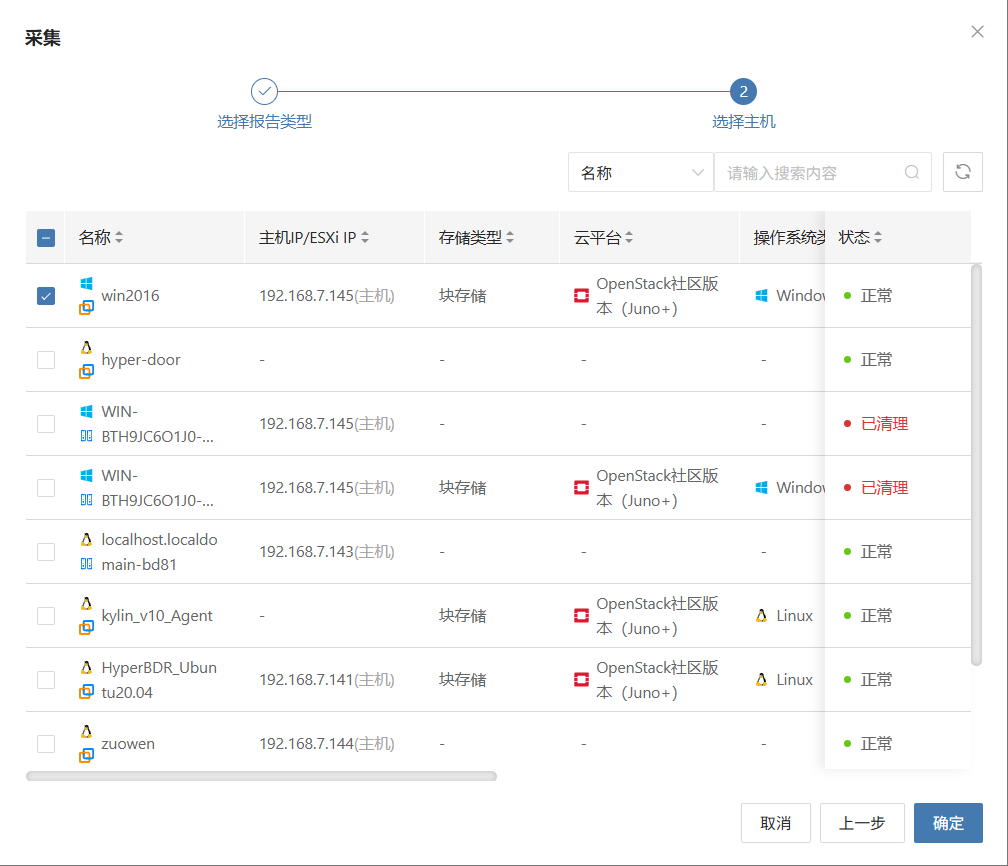 采集
2
选择报告类型
选择主机
名称
请输入搜索内容
名称
主机IP/ESXi IP
存储类型
云平台
操作系统类
状态
win2016
192.168.7.145(主机)
块存储
OpenStack社区版
本（Juno+）
Window
正常
hyper-door
-
-
-
-
正常
WIN-
BTH9JC6O1J0-...
192.168.7.145(主机)
-
-
-
已清理
WIN-
BTH9JC6O1J0-...
192.168.7.145(主机)
块存储
OpenStack社区版
本（Juno+）
Window
已清理
localhost.localdo
main-bd81
192.168.7.143(主机)
-
-
-
正常
kylin_v10_Agent
-
块存储
OpenStack社区版
本（Juno+）
Linux
正常
HyperBDR_Ubun
tu20.04
192.168.7.141(主机)
块存储
OpenStack社区版
本（Juno+）
Linux
正常
zuowen
192.168.7.144(主机)
-
-
-
正常
取消
上一步
确定